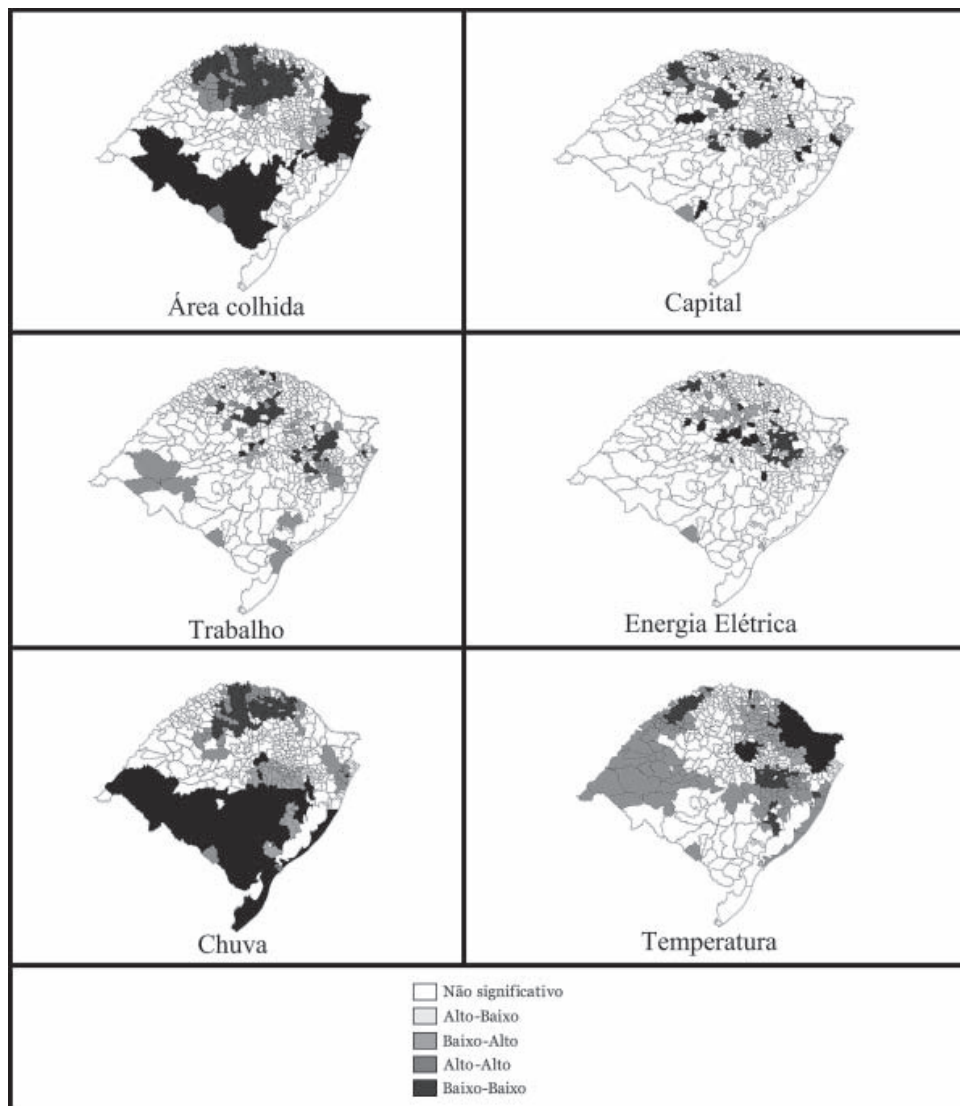 Área colhida
Capital
Trabalho
Energia Elétrica
Chuva
Temperatura
Não significativo
Alto-Baixo
Baixo-Alto
Alto-Alto
Baixo-Baixo